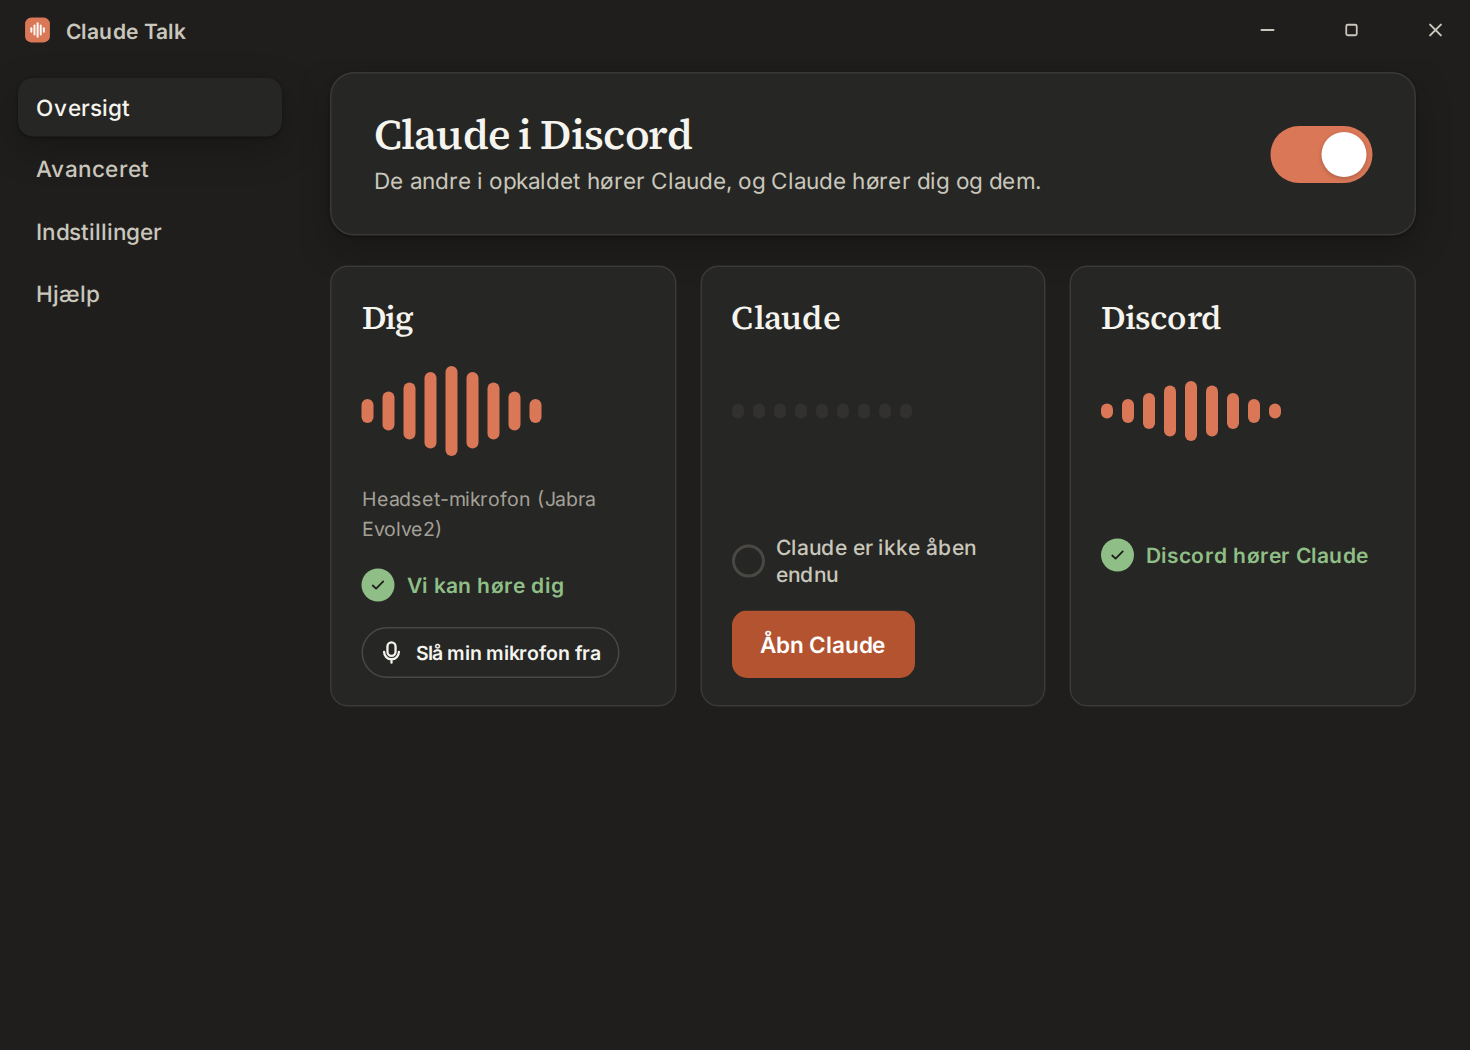 Claude Talk
Oversigt
Avanceret
Indstillinger
Hjælp
Claude i Discord
De andre i opkaldet hører Claude, og Claude hører dig og dem.
Dig
Headset-mikrofon (Jabra
Evolve2)
Vi kan høre dig
Slå min mikrofon fra
Claude
Claude er ikke åben
endnu
Åbn Claude
Discord
Discord hører Claude